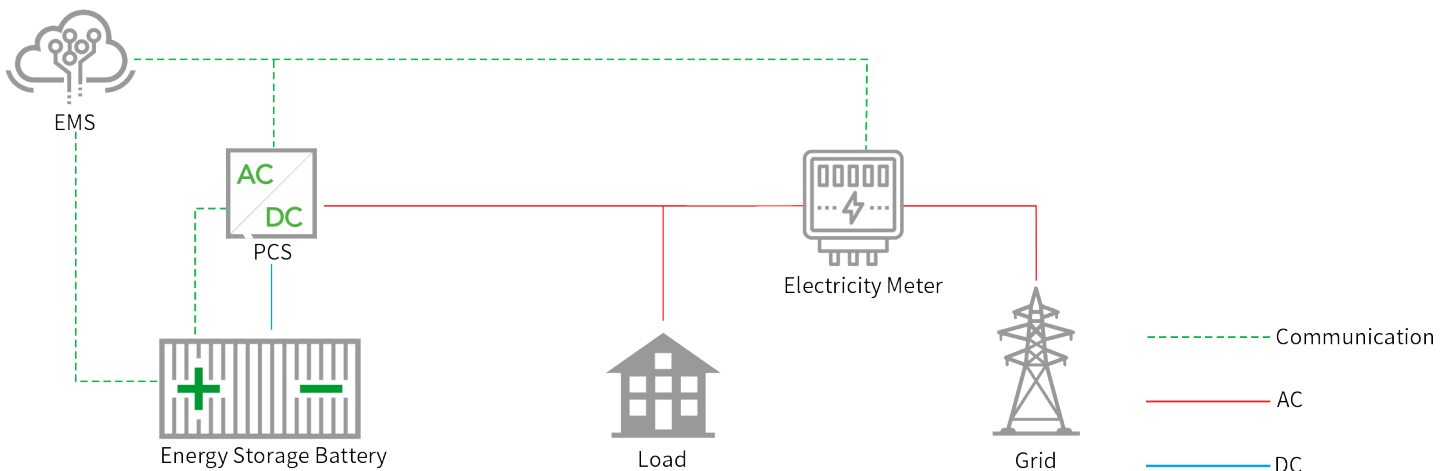 EMS
AC
DC
PCS
Electricity Meter
Communication
AC
Energy Storage Battery
Load
Grid
DC